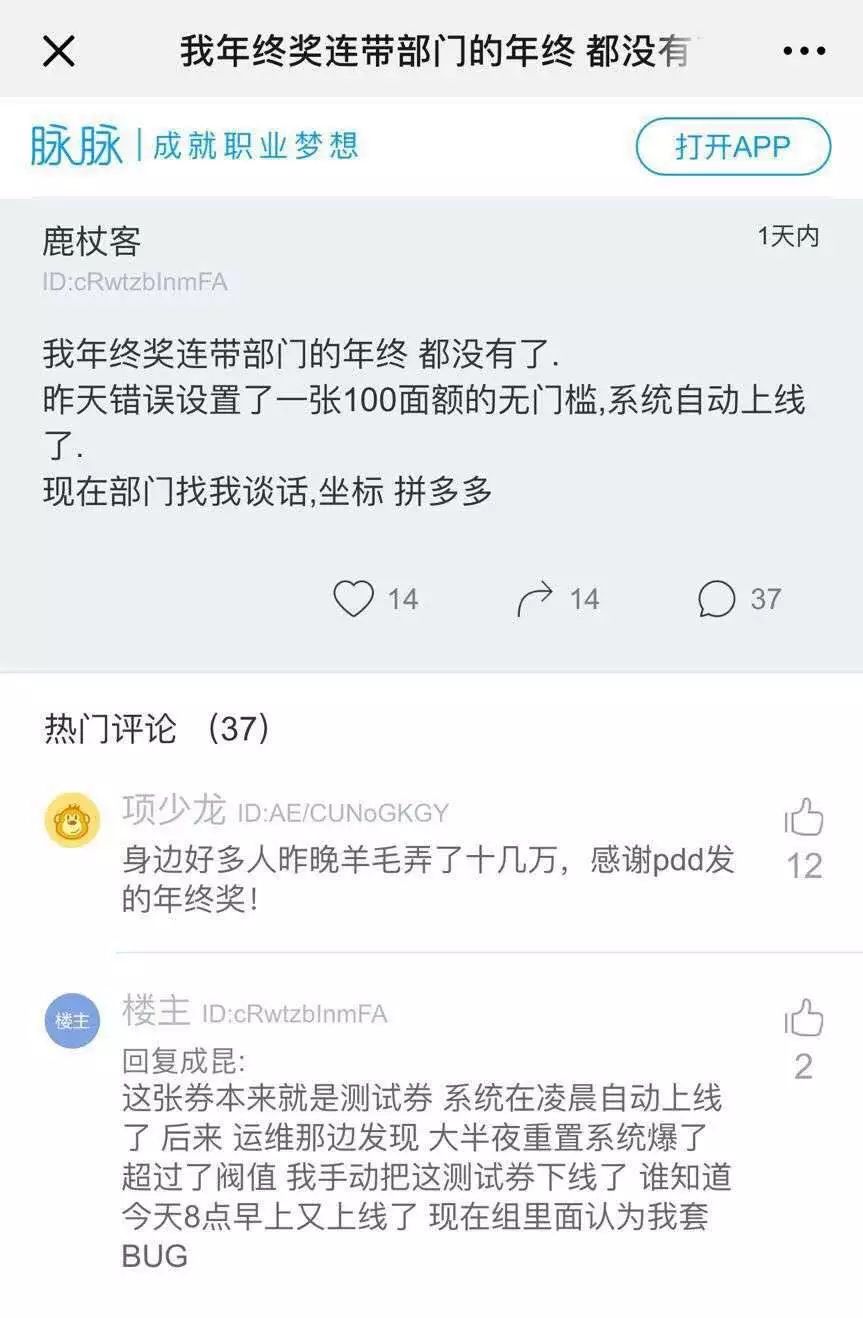 我年终奖连带部门的年终 都没有
脉脉 | 成就职业梦想
打开APP
鹿杖客
1天内
ID:cRwtzbInmFA
我年终奖连带部门的年终 都没有了.
昨天错误设置了一张100面额的无门槛,系统自动上线
了.
现在部门找我谈话,坐标 拼多多
14
14
37
热门评论 （37）
项少龙 ID:AE/CUNoGKGY
身边好多人昨晚羊毛弄了十几万，感谢pdd发
的年终奖！
12
楼主
楼主 ID:cRwtzbInmFA
回复成昆:
这张券本来就是测试券 系统在凌晨自动上线
了 后来 运维那边发现 大半夜重置系统爆了
超过了阀值 我手动把这测试券下线了 谁知道
今天8点早上又上线了 现在组里面认为我套
BUG
2